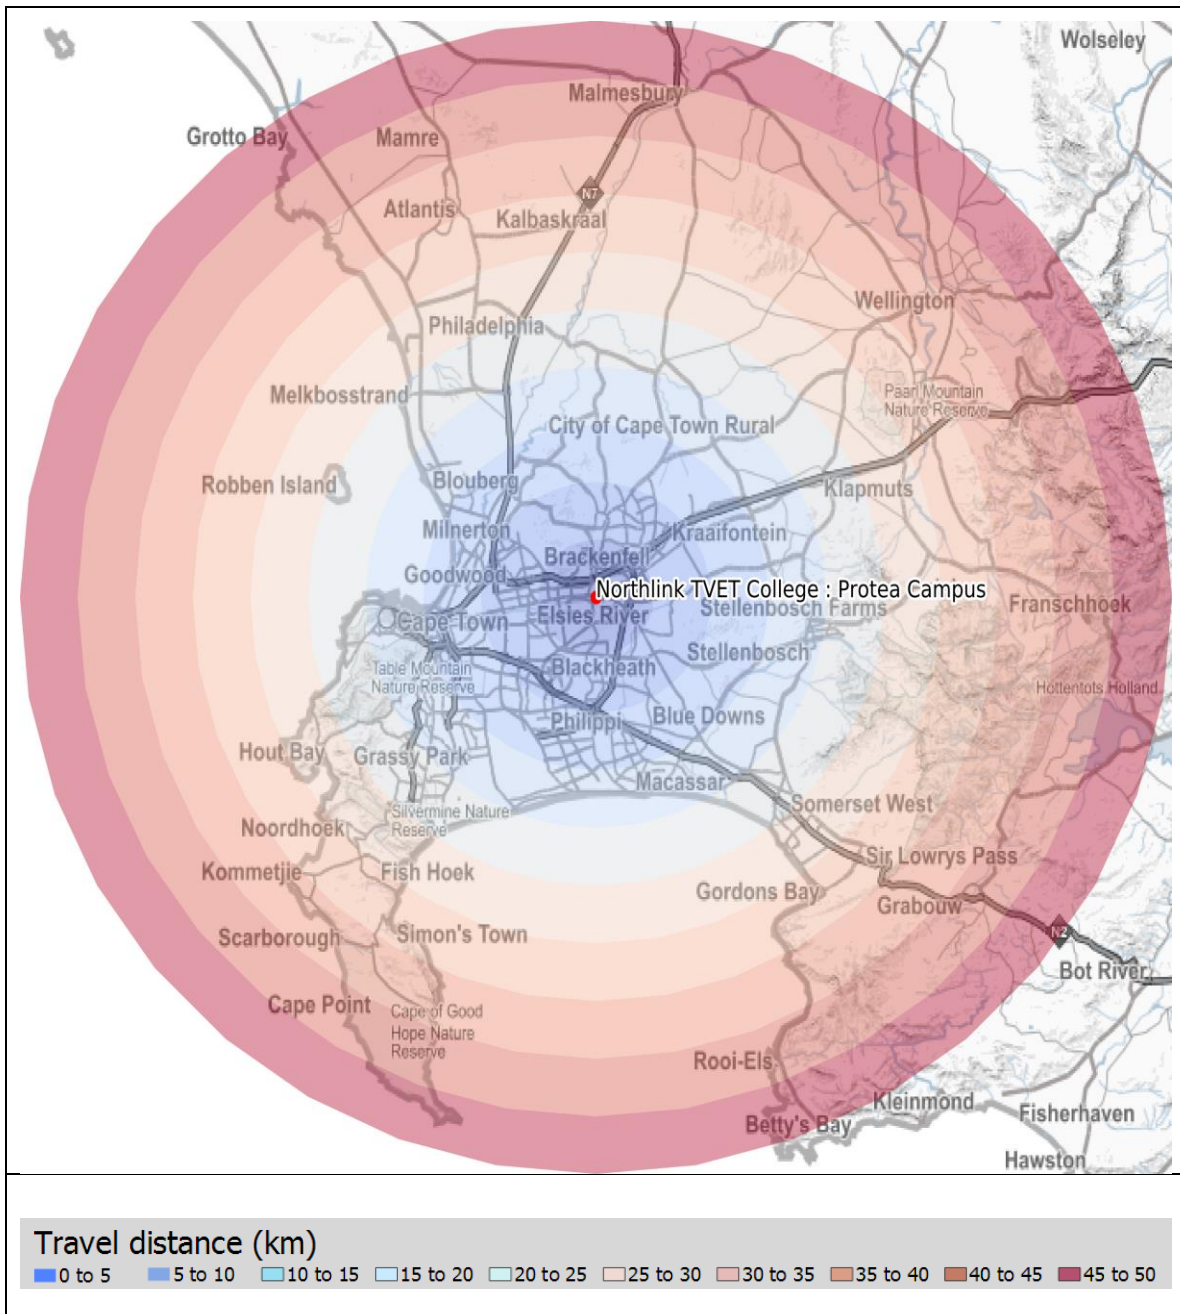 Wolseley
Malmesbury
Grotto Bay
Mamre
N7
Atlantis
Kalbaskraal
Wellington
Philadelphia
Melkbosstrand
Paarl Mountain
Nature Reserve
City of Cape Town Rural
Robben Island
Blouberg
Klapmuts
Milnerton
Kraaifontein
Brackenfell
Goodwood
Northlink TVET College : Protea Campus
Elsies River
Stellenbosch Farms
Franschhoek
Cape Town
Stellenbosch
Blackheath
Table Mountain
Nature Reserve
Hottentots Holland
Philippi
Blue Downs
Hout Bay
Grassy Park
Macassar
Somerset West
Silvermine Nature
Reserve
Noordhoek
Sir Lowrys Pass
Kommetjie
Fish Hoek
Gordons Bay
Grabouw
Scarborough
Simon's Town
N2
Bot River
Cape Point
Cape of Good
Hope Nature
Reserve
Rooi-Els
Kleinmond
Betty's Bay
Fisherhaven
Hawston
Travel distance (km)
0 to 5 5 to 10 10 to 15 15 to 20 20 to 25 25 to 30 30 to 35 35 to 40 40 to 45 45 to 50